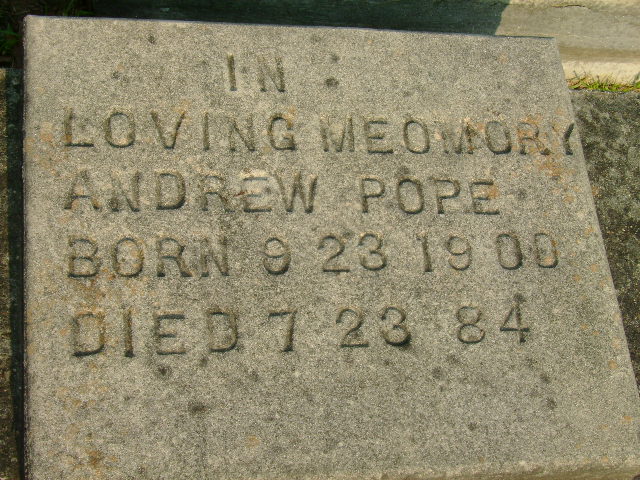 IN
LOVING MEOMORY
ANDREW POPE
BORN 9 23 1900
DIED 7 23 84